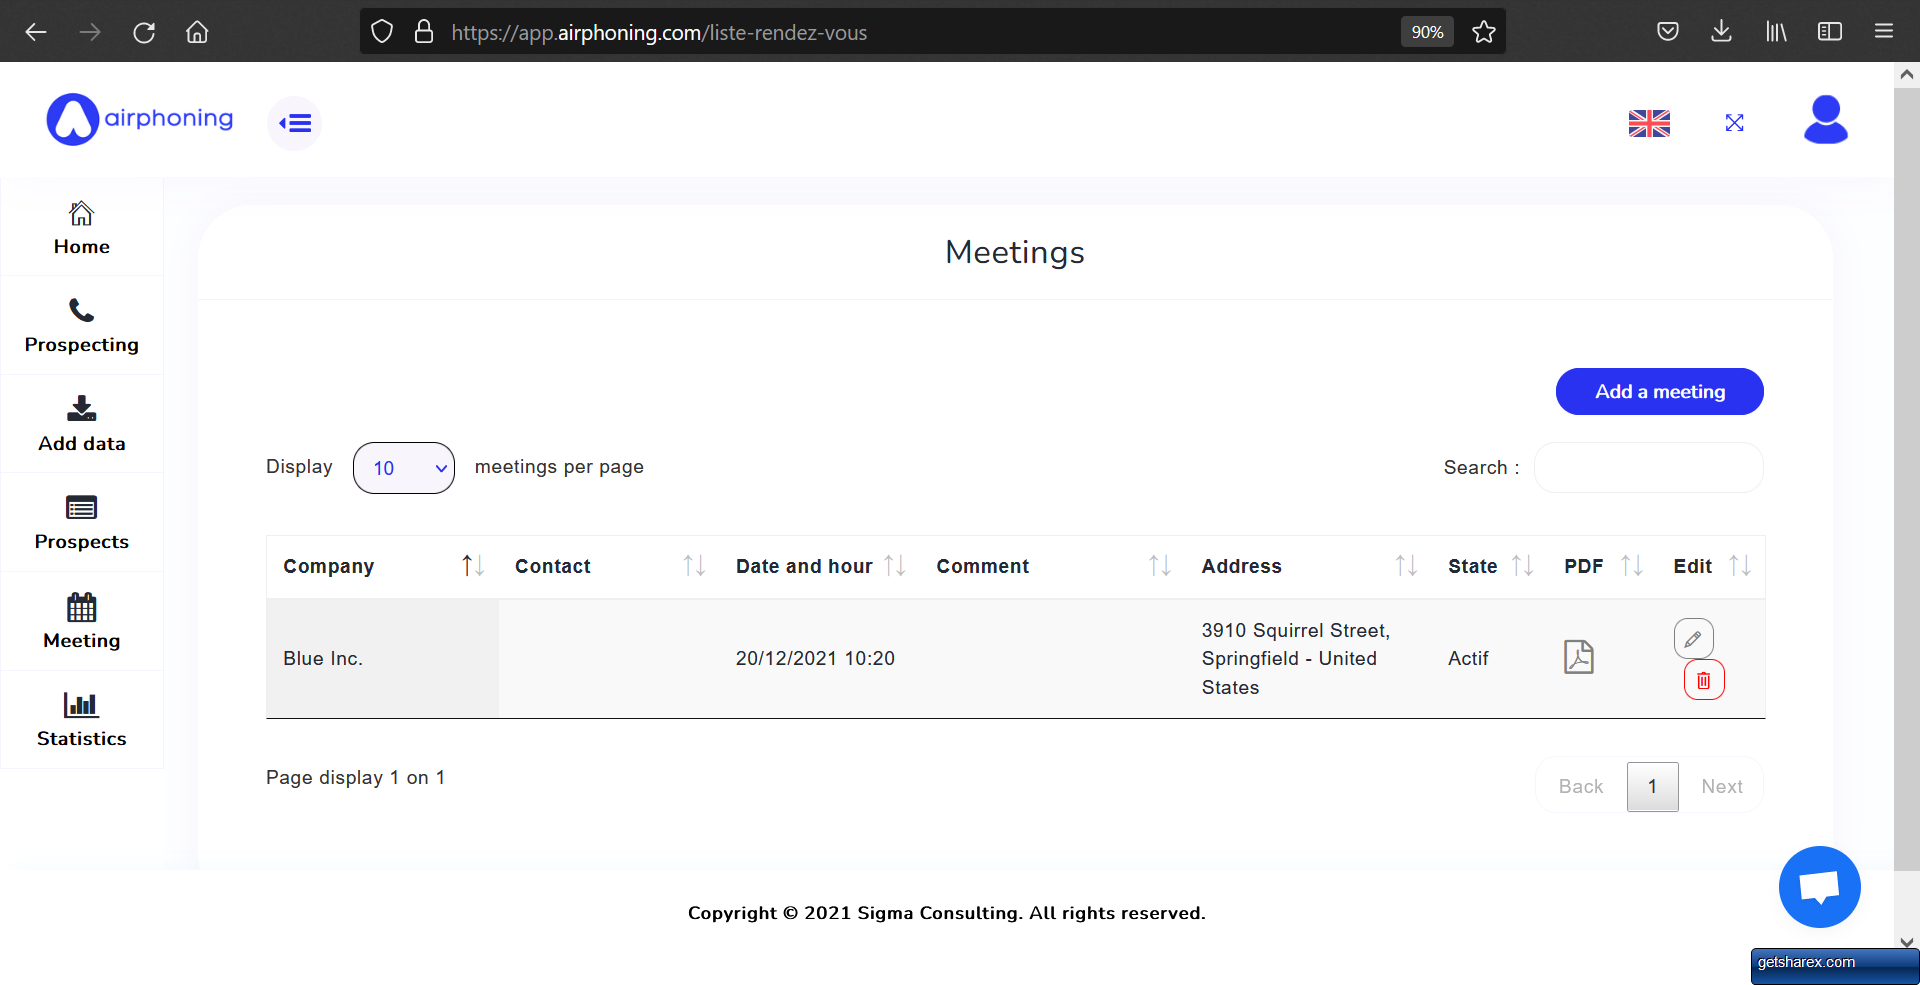 https://app.airphoning.com/liste-rendez-vous
90%
airphoning
Home
Prospecting
Add data
Prospects
Meeting
Statistics
Meetings
Add a meeting
Display 10 meetings per page
Search :
Company Contact Date and hour Comment Address State PDF Edit
Blue Inc. 20/12/2021 10:20 3910 Squirrel Street, Springfield - United States Actif
Page display 1 on 1
Back 1 Next
Copyright © 2021 Sigma Consulting. All rights reserved.
getsharex.com